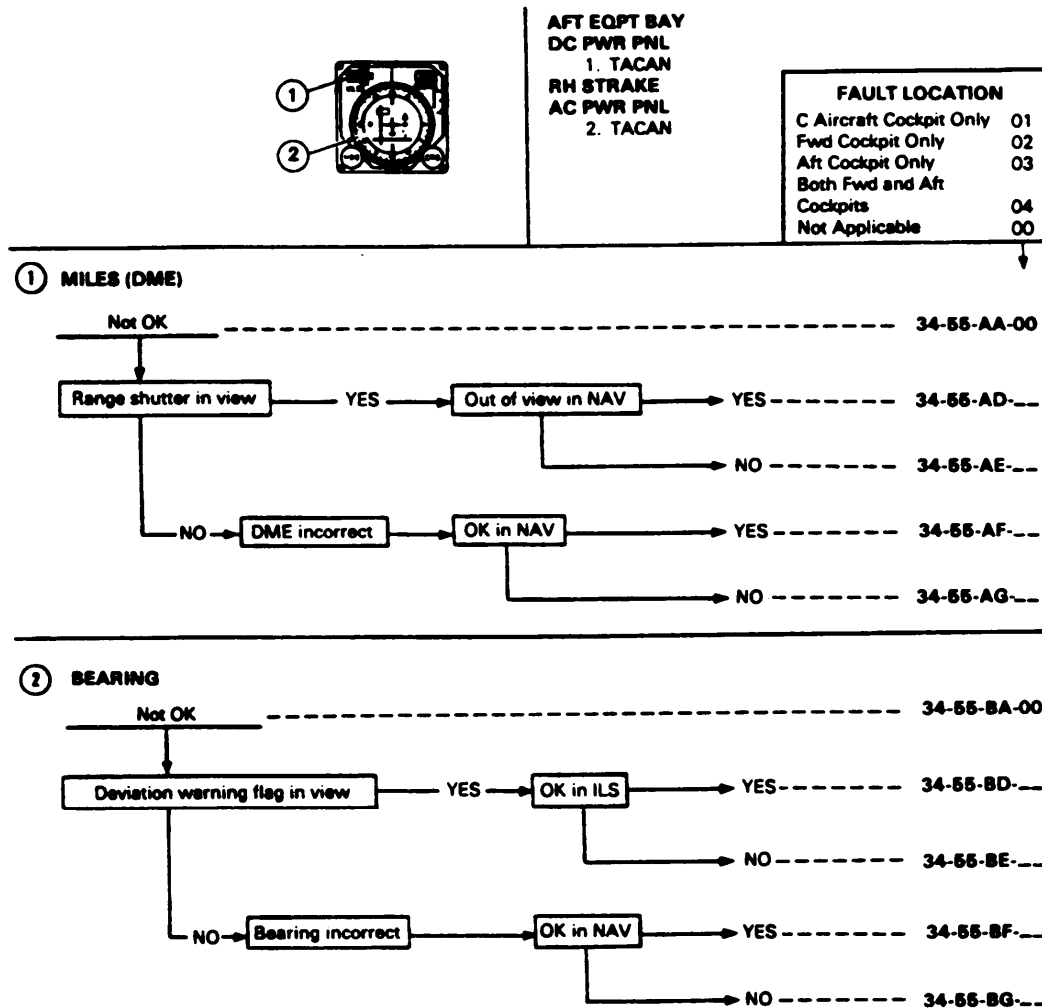 AFT EQPT BAY
DC PWR PNL
1. TACAN
RH STRAKE
AC PWR PNL
2. TACAN
1
2
FAULT LOCATION
C Aircraft Cockpit Only 01
Fwd Cockpit Only 02
Aft Cockpit Only 03
Both Fwd and Aft
Cockpits 04
Not Applicable 00
1 MILES (DME)
Not OK 34-55-AA-00
Range shutter in view YES Out of view in NAV YES 34-55-AD-__
NO 34-55-AE-__
NO DME incorrect OK in NAV YES 34-55-AF-__
NO 34-55-AG-__
2 BEARING
Not OK 34-55-BA-00
Deviation warning flag in view YES OK in ILS YES 34-55-BD-__
NO 34-55-BE-__
NO Bearing incorrect OK in NAV YES 34-55-BF-__
NO 34-55-BG-__